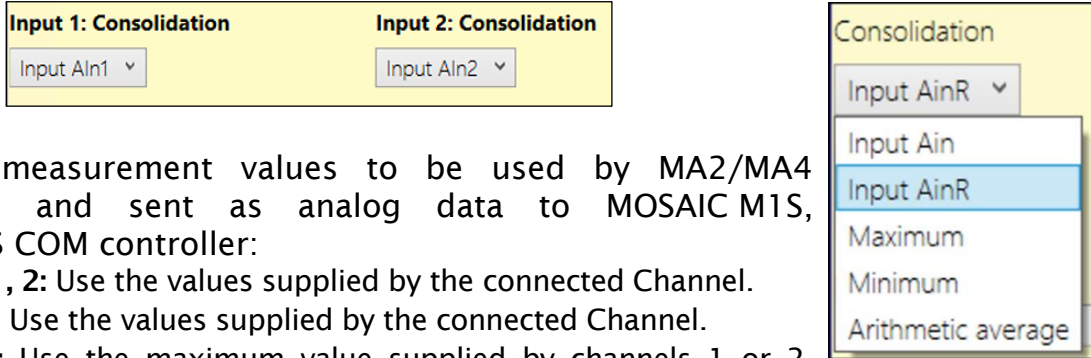 Input 1: Consolidation Input 2: Consolidation
Input AIn1 Input AIn2
measurement values to be used by MA2/MA4
and sent as analog data to MOSAIC M1S,
COM controller:
, 2: Use the values supplied by the connected Channel.
Use the values supplied by the connected Channel.
Use the maximum value supplied by channels 1 or 2.
Consolidation
Input AinR
Input Ain
Input AinR
Maximum
Minimum
Arithmetic average